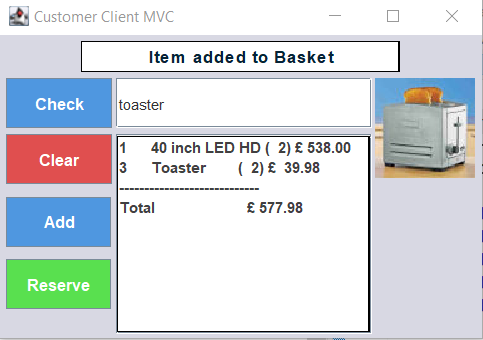 Customer Client MVC
Item added to Basket
Check
toaster
Clear
1 40 inch LED HD ( 2) £ 538.00
3 Toaster ( 2) £ 39.98
----------------------------
Total £ 577.98
Add
Reserve